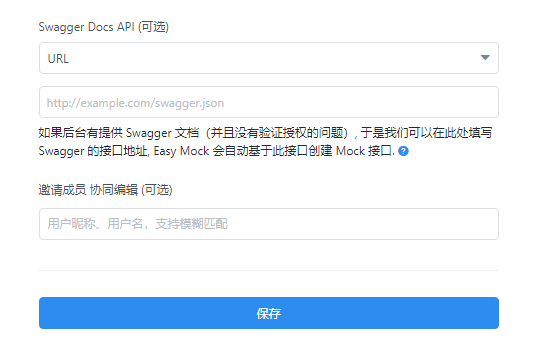 Swagger Docs API (可选)
URL
http://example.com/swagger.json
如果后台有提供 Swagger 文档（并且没有验证授权的问题）, 于是我们可以在此处填写
Swagger 的接口地址, Easy Mock 会自动基于此接口创建 Mock 接口. ?
邀请成员 协同编辑 (可选)
用户昵称、用户名，支持模糊匹配
保存